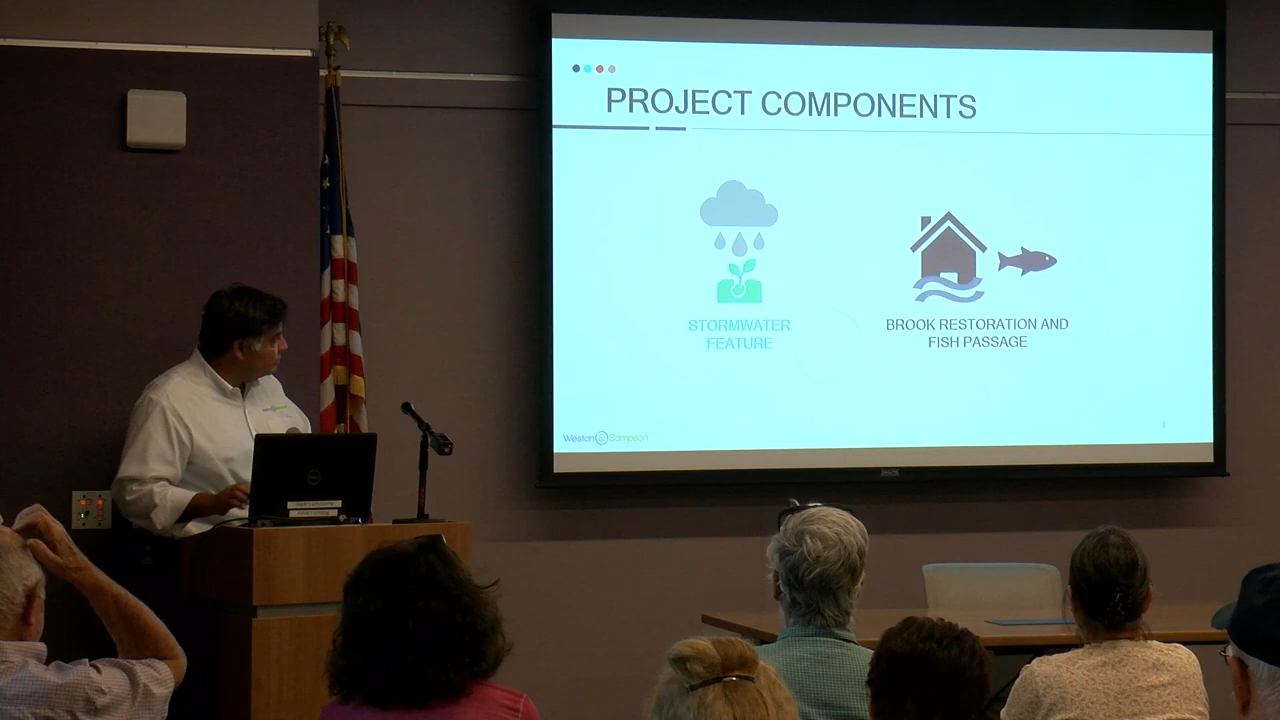 PROJECT COMPONENTS
STORMWATER
FEATURE
BROOK RESTORATION AND
FISH PASSAGE
Weston & Sampson